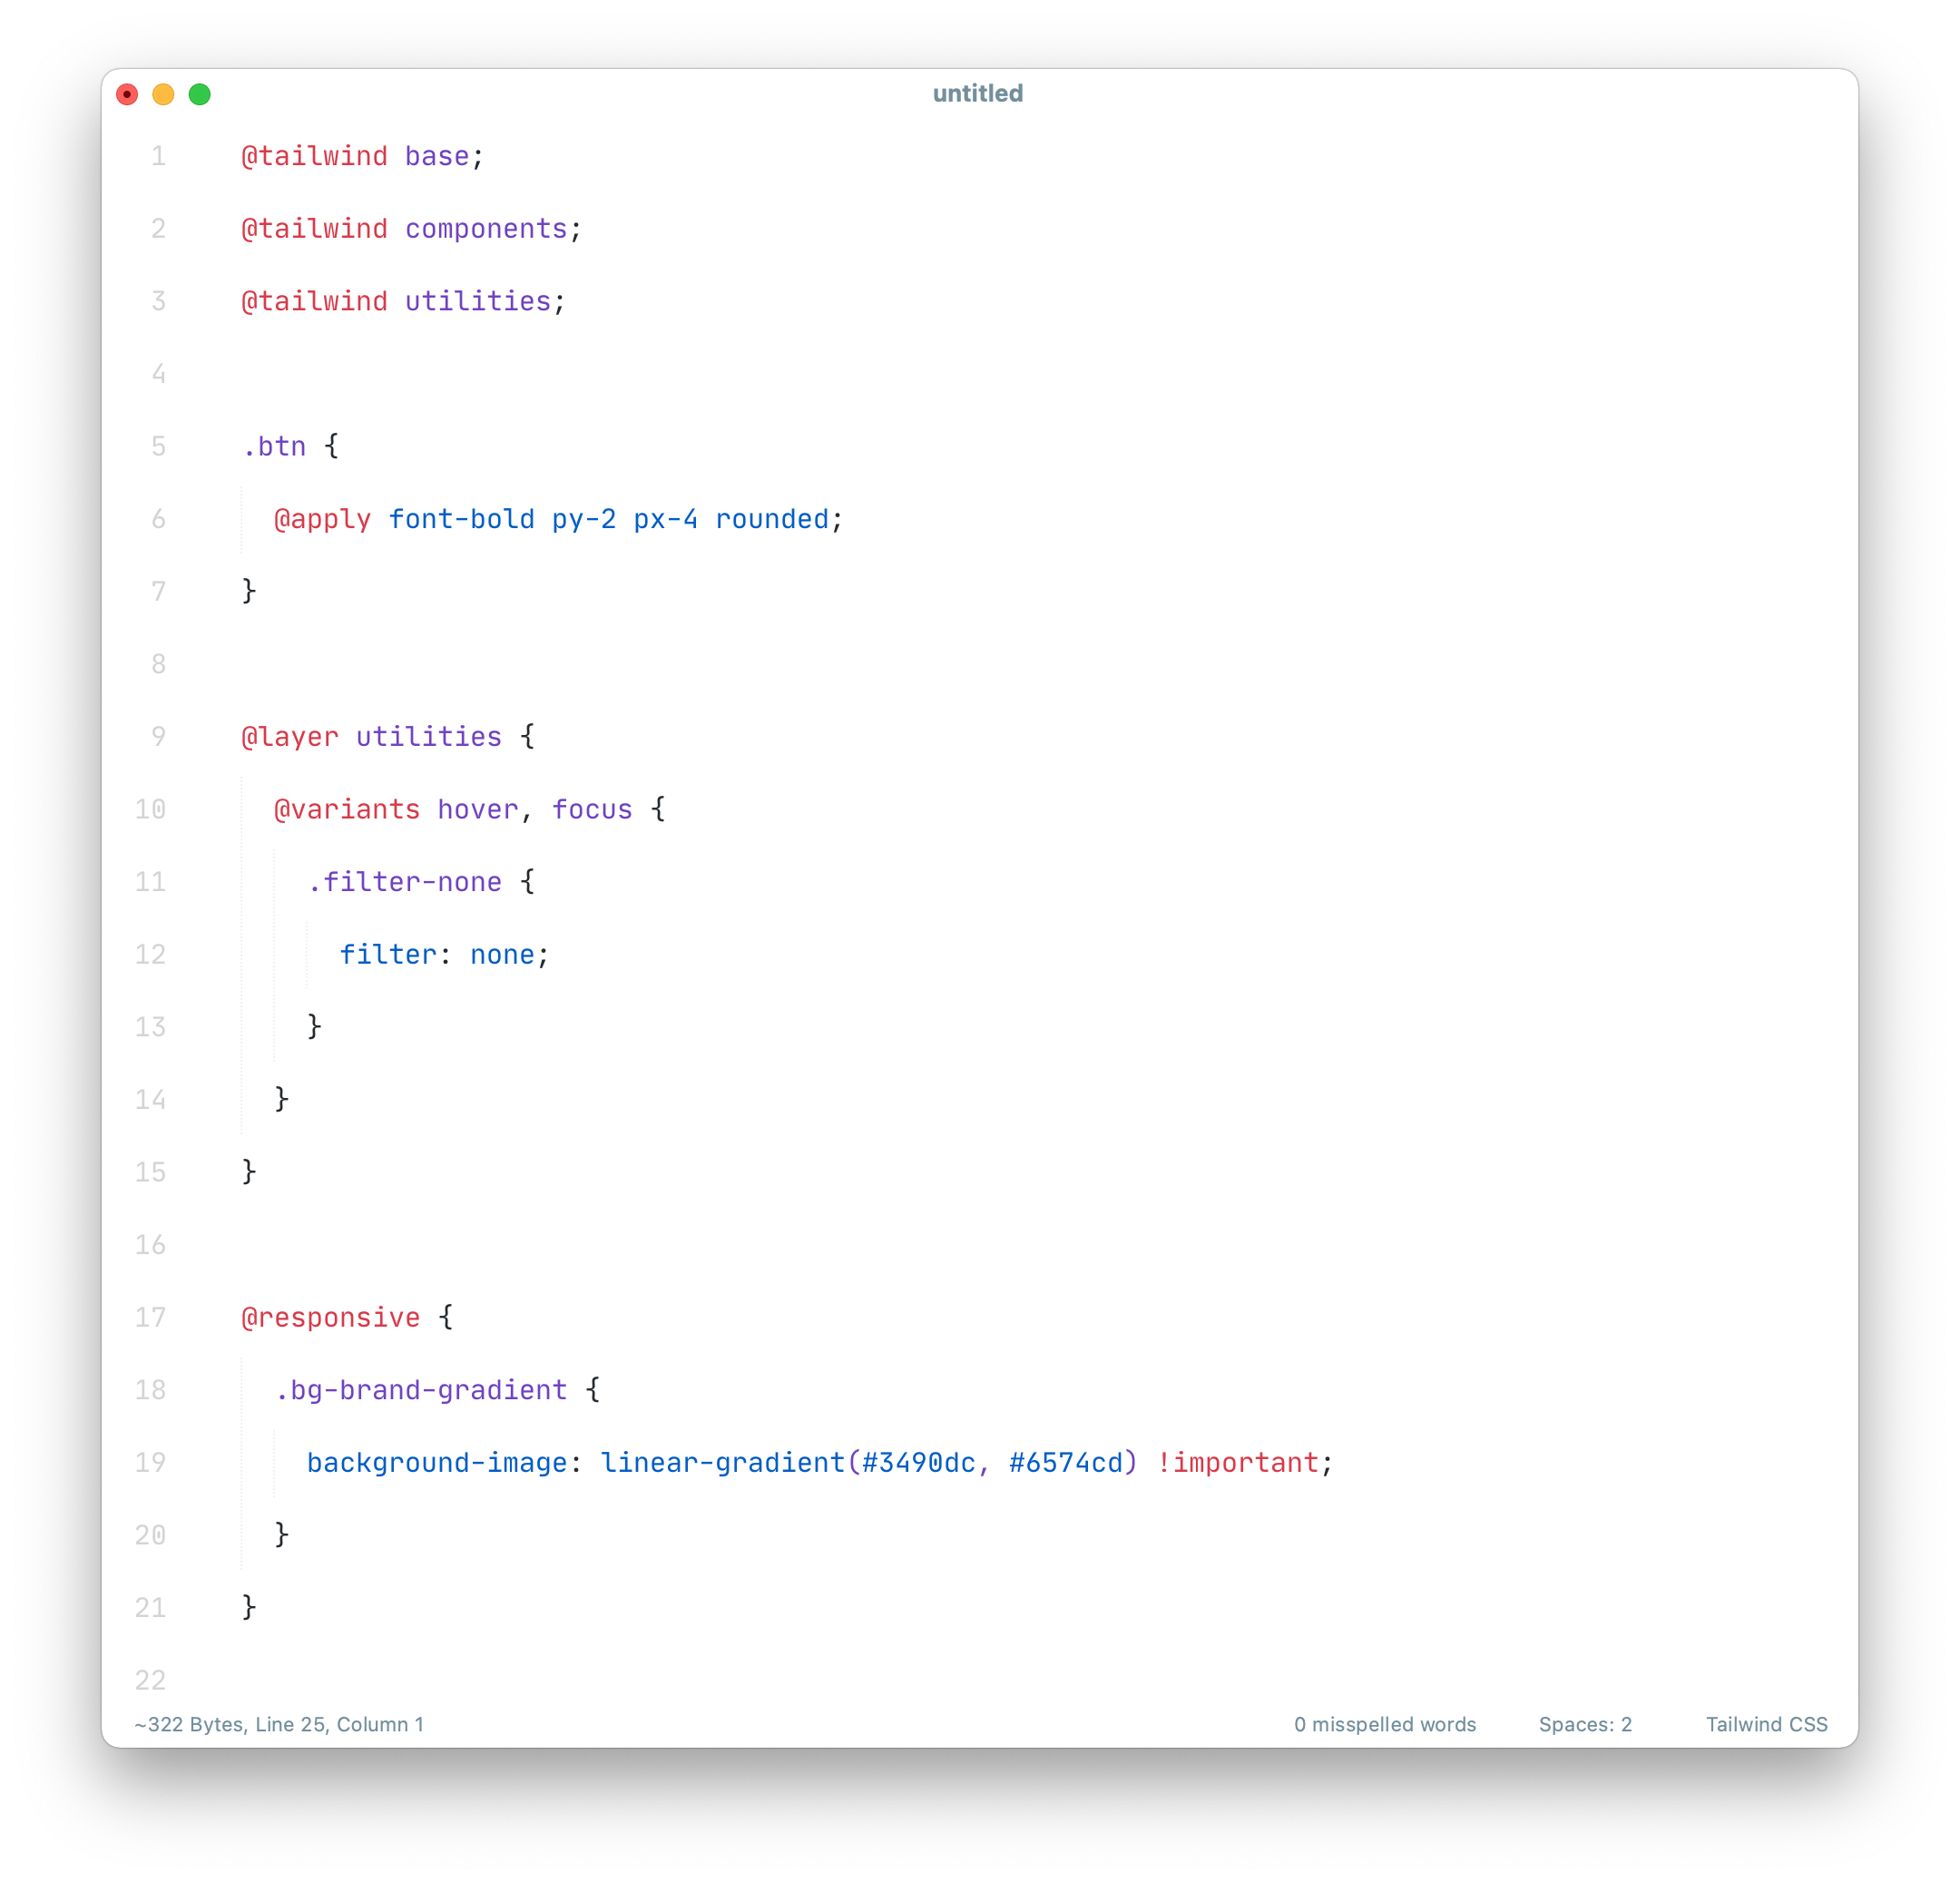 untitled
1 @tailwind base;
2 @tailwind components;
3 @tailwind utilities;
4
5 .btn {
6   @apply font-bold py-2 px-4 rounded;
7 }
8
9 @layer utilities {
10   @variants hover, focus {
11     .filter-none {
12       filter: none;
13     }
14   }
15 }
16
17 @responsive {
18   .bg-brand-gradient {
19     background-image: linear-gradient(#3490dc, #6574cd) !important;
20   }
21 }
22
~322 Bytes, Line 25, Column 1 0 misspelled words Spaces: 2 Tailwind CSS